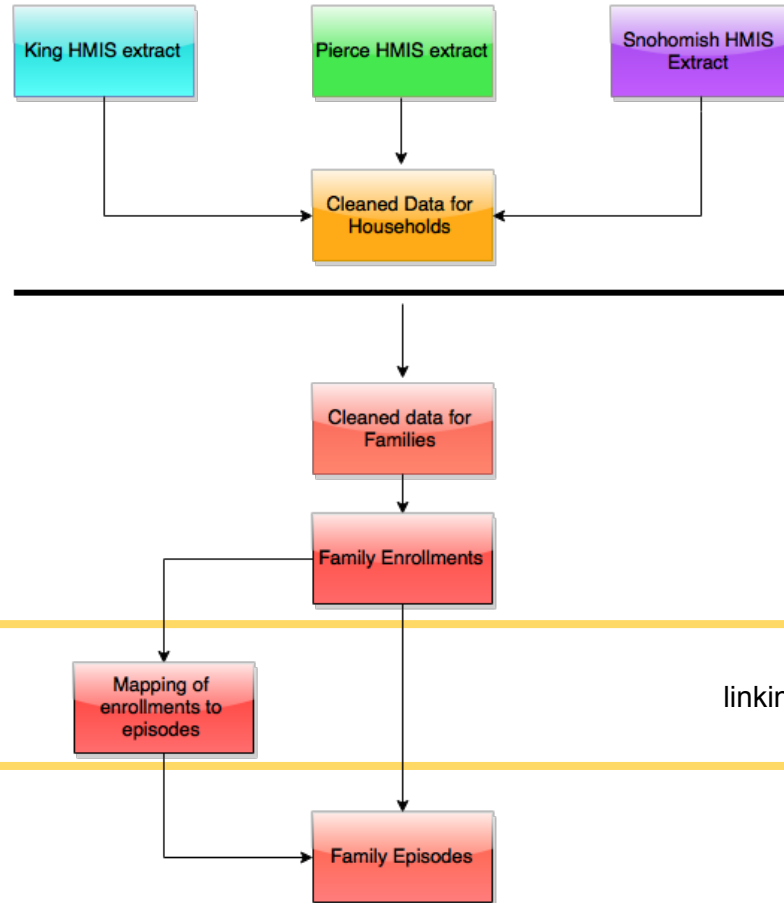 King HMIS extract
Pierce HMIS extract
Snohomish HMIS
Extract
Cleaned Data for
Households
Cleaned data for
Families
Family Enrollments
Mapping of
enrollments to
episodes
Family Episodes